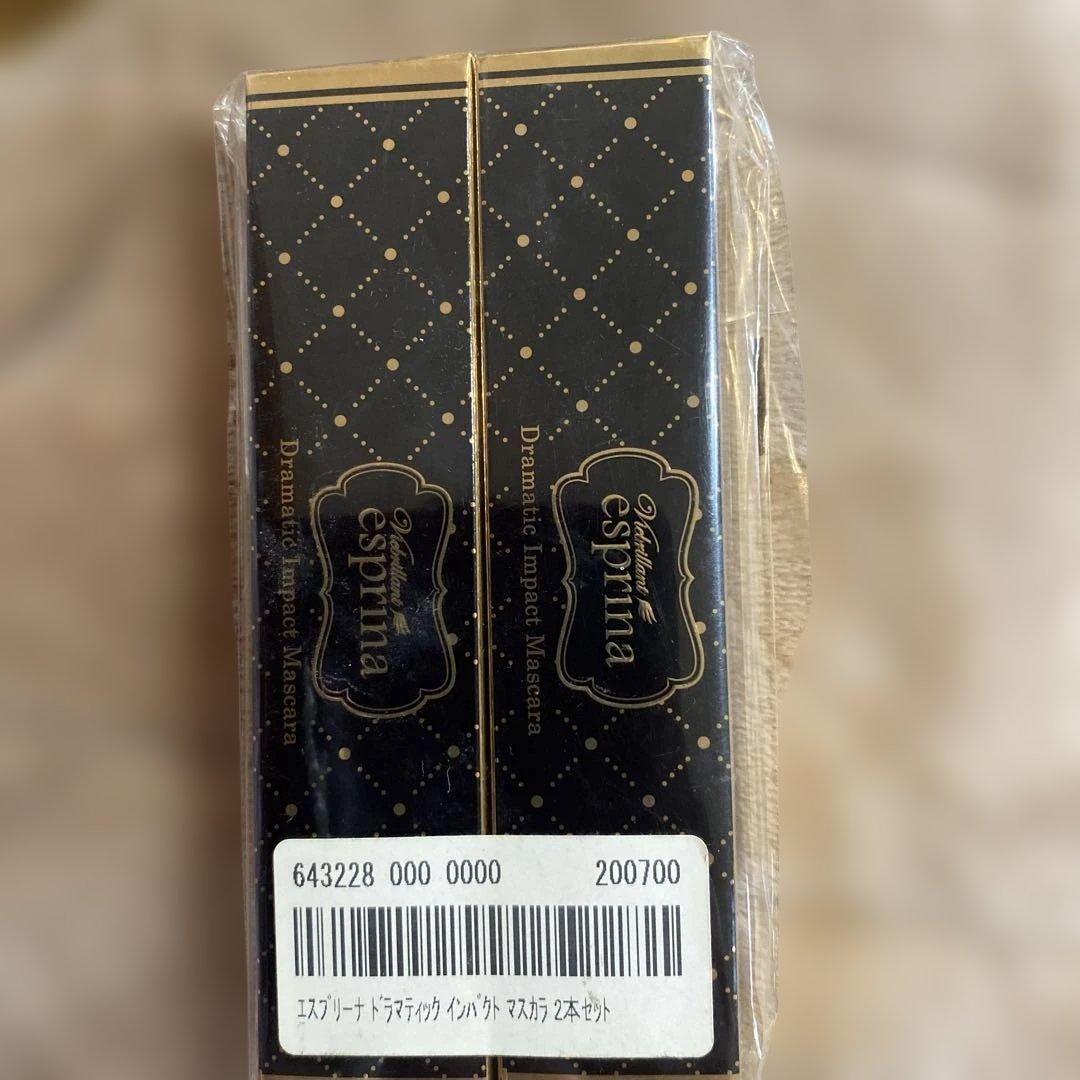 Vidrillant
esprina
Dramatic Impact Mascara
Vidrillant
esprina
Dramatic Impact Mascara
643228 000 0000 200700
ｴｽﾌﾟﾘｰﾅ ﾄﾞﾗﾏﾃｨｯｸ ｲﾝﾊﾟｸﾄ ﾏｽｶﾗ 2本ｾｯﾄ